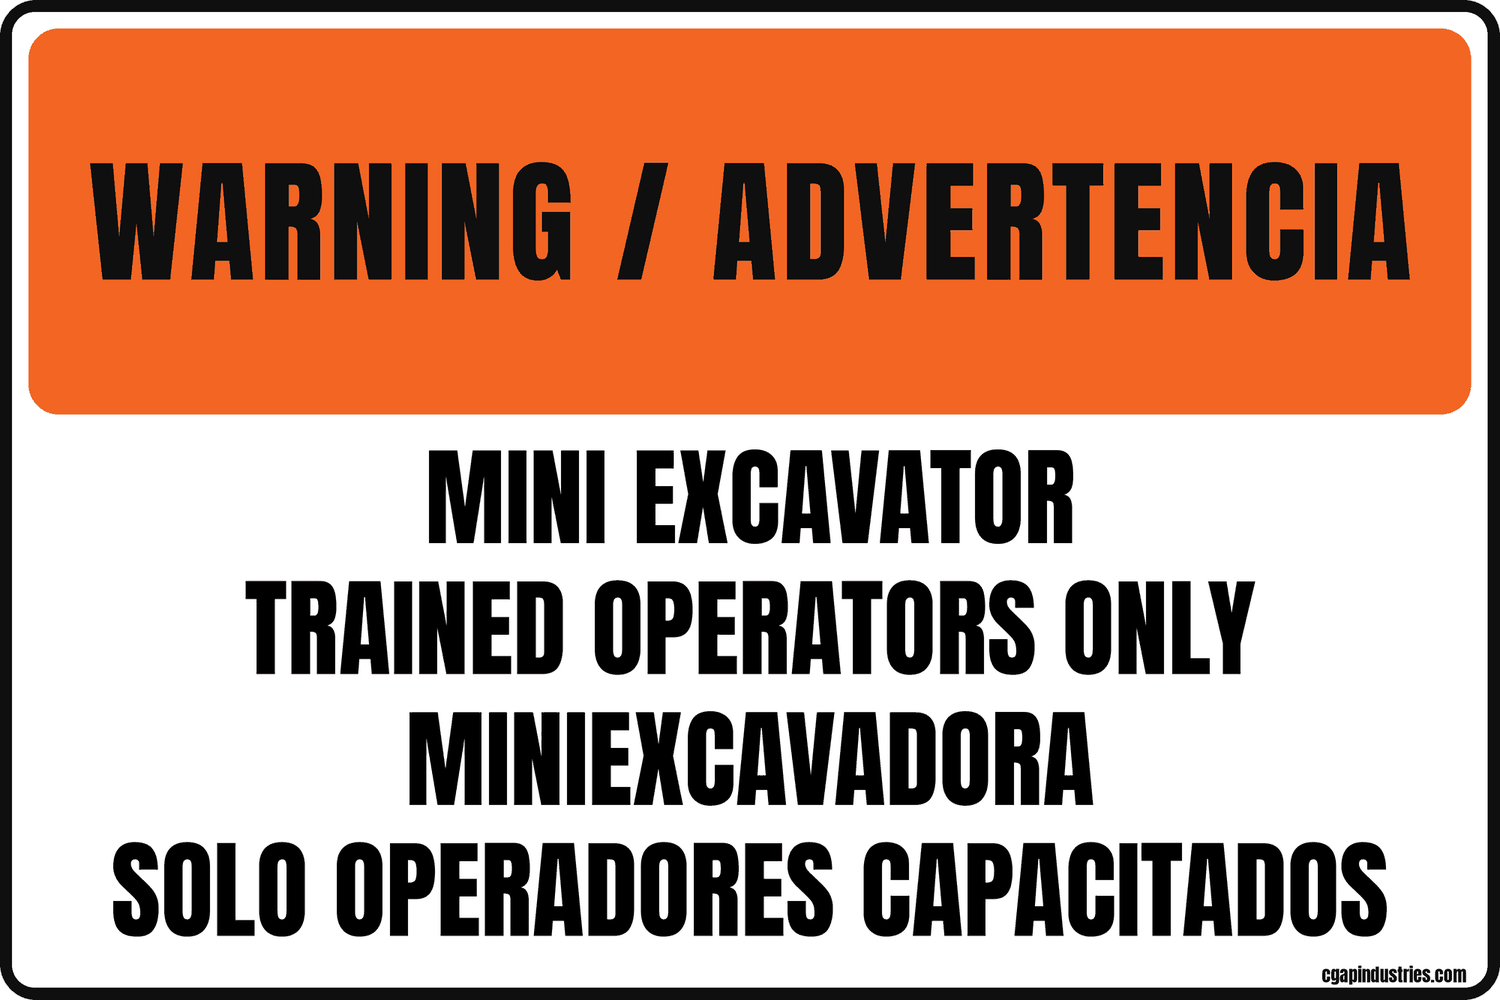 WARNING / ADVERTENCIA
MINI EXCAVATOR
TRAINED OPERATORS ONLY
MINIEXCAVADORA
SOLO OPERADORES CAPACITADOS
cgapindustries.com